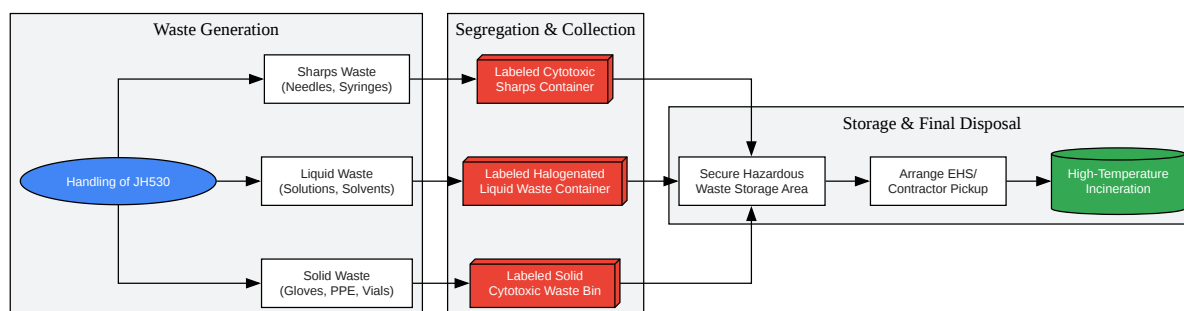 Waste Generation
Segregation & Collection
Storage & Final Disposal
Handling of JH530
Sharps Waste
(Needles, Syringes)
Liquid Waste
(Solutions, Solvents)
Solid Waste
(Gloves, PPE, Vials)
Labeled Cytotoxic
Sharps Container
Labeled Halogenated
Liquid Waste Container
Labeled Solid
Cytotoxic Waste Bin
Secure Hazardous
Waste Storage Area
Arrange EHS/
Contractor Pickup
High-Temperature
Incineration